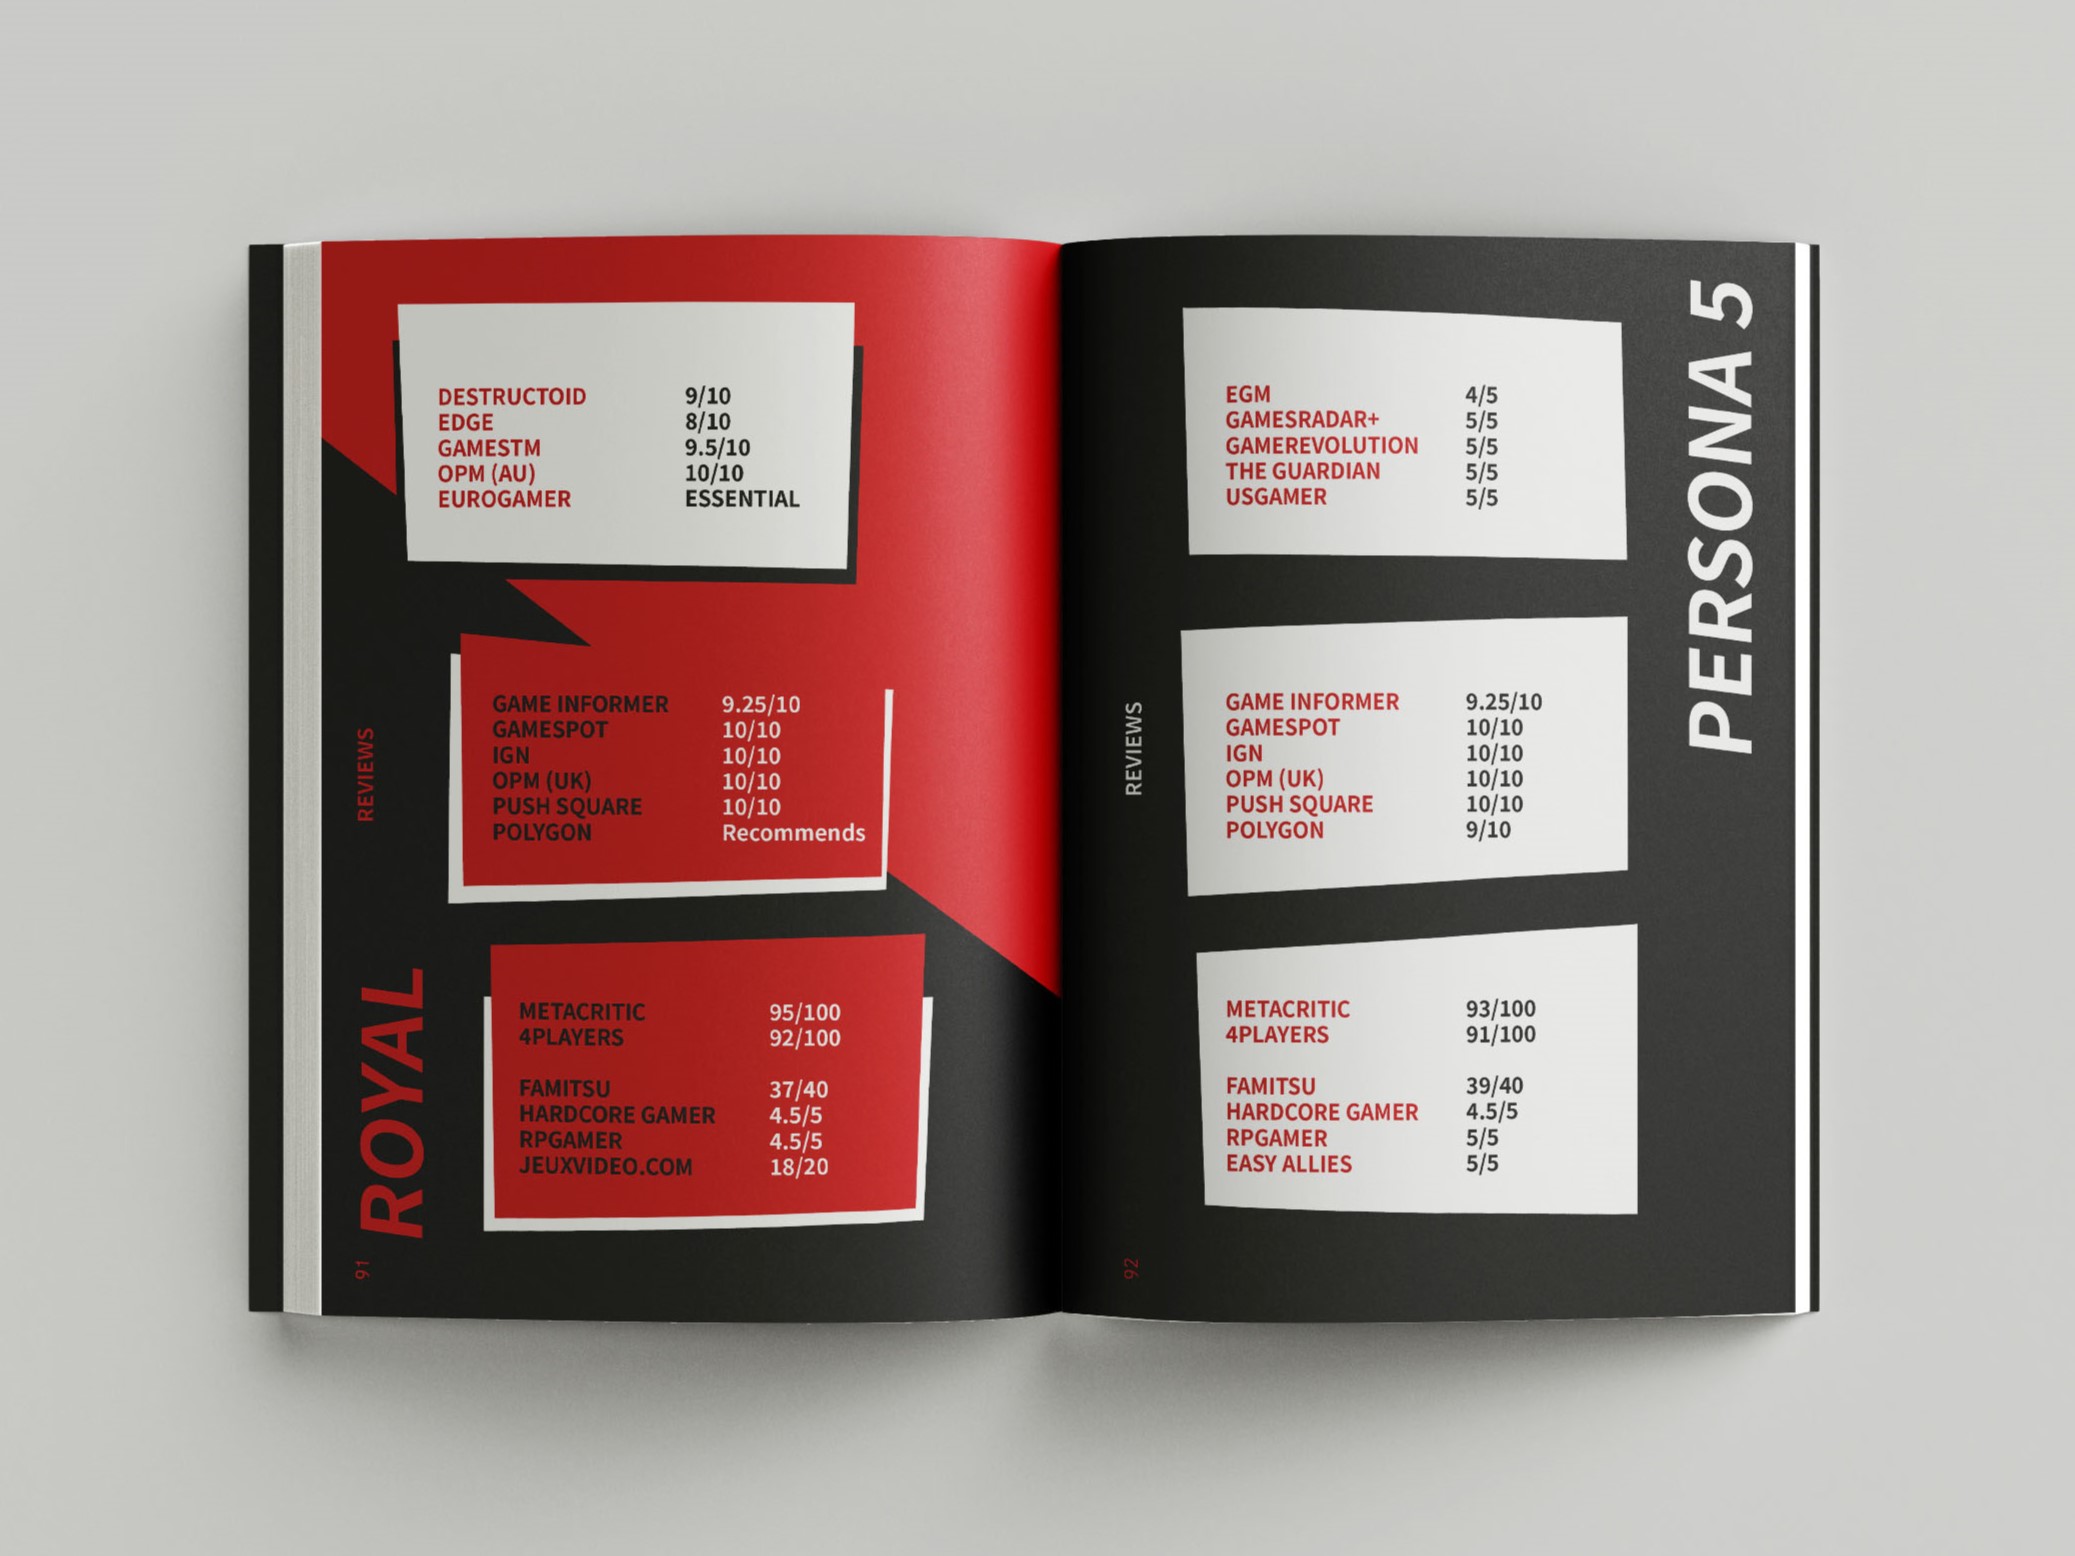 DESTRUCTOID 9/10
EDGE 8/10
GAMESTM 9.5/10
OPM (AU) 10/10
EUROGAMER ESSENTIAL
GAME INFORMER 9.25/10
GAMESPOT 10/10
IGN 10/10
OPM (UK) 10/10
PUSH SQUARE 10/10
POLYGON Recommends
METACRITIC 95/100
4PLAYERS 92/100
FAMITSU 37/40
HARDCORE GAMER 4.5/5
RPGAMER 4.5/5
JEUXVIDEO.COM 18/20
REVIEWS
ROYAL
91
EGM 4/5
GAMESRADAR+ 5/5
GAMEREVOLUTION 5/5
THE GUARDIAN 5/5
USGAMER 5/5
GAME INFORMER 9.25/10
GAMESPOT 10/10
IGN 10/10
OPM (UK) 10/10
PUSH SQUARE 10/10
POLYGON 9/10
METACRITIC 93/100
4PLAYERS 91/100
FAMITSU 39/40
HARDCORE GAMER 4.5/5
RPGAMER 5/5
EASY ALLIES 5/5
REVIEWS
PERSONA 5
92